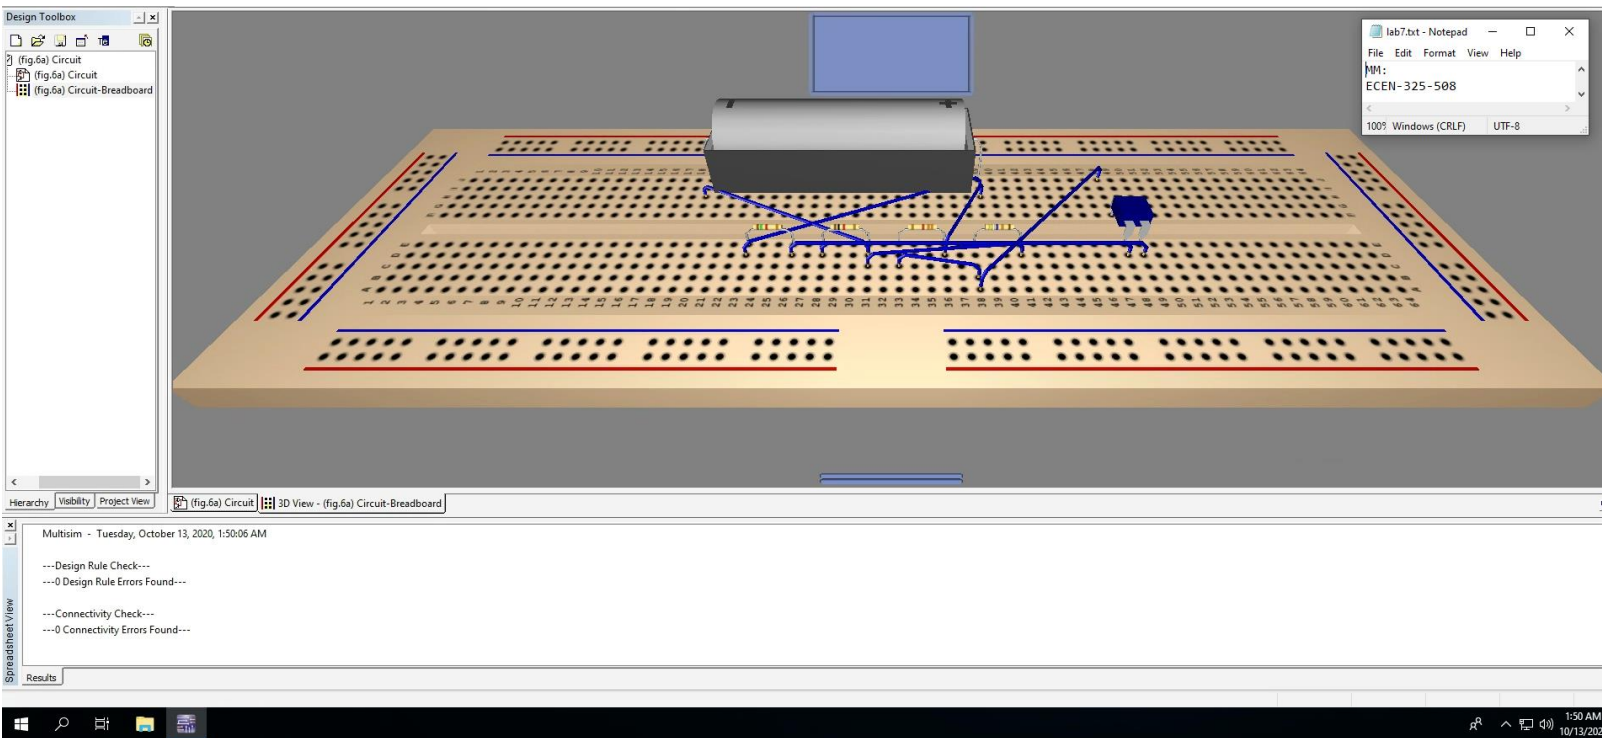 Design Toolbox
(fig.6a) Circuit
(fig.6a) Circuit
(fig.6a) Circuit-Breadboard
Hierarchy Visibility Project View
lab7.txt - Notepad
File Edit Format View Help
MM:
ECEN-325-508
Windows (CRLF) UTF-8
(fig.6a) Circuit 3D View - (fig.6a) Circuit-Breadboard
Multisim - Tuesday, October 13, 2020, 1:50:06 AM
---Design Rule Check---
---0 Design Rule Errors Found---
---Connectivity Check---
---0 Connectivity Errors Found---
Spreadsheet View
Results
1:50 AM
10/13/202